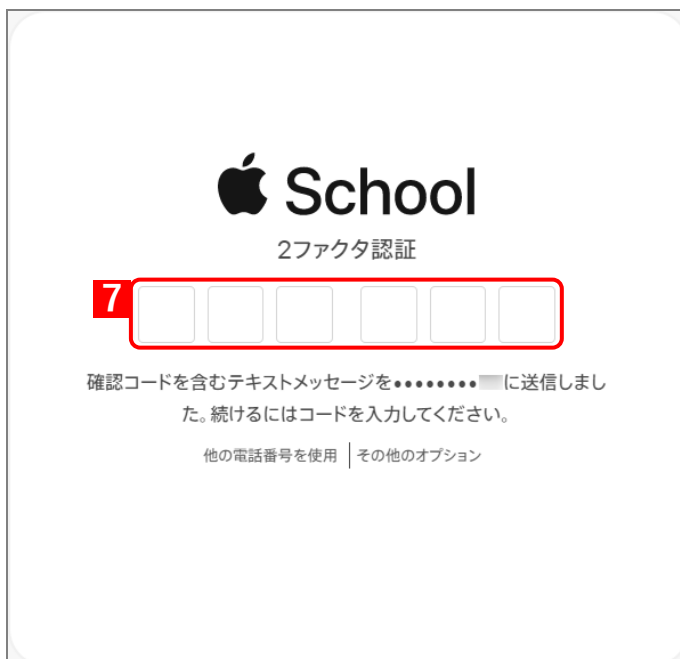 School
2ファクタ認証
7
確認コードを含むテキストメッセージを••••••••に送信しまし
た。続けるにはコードを入力してください。
他の電話番号を使用 | その他のオプション